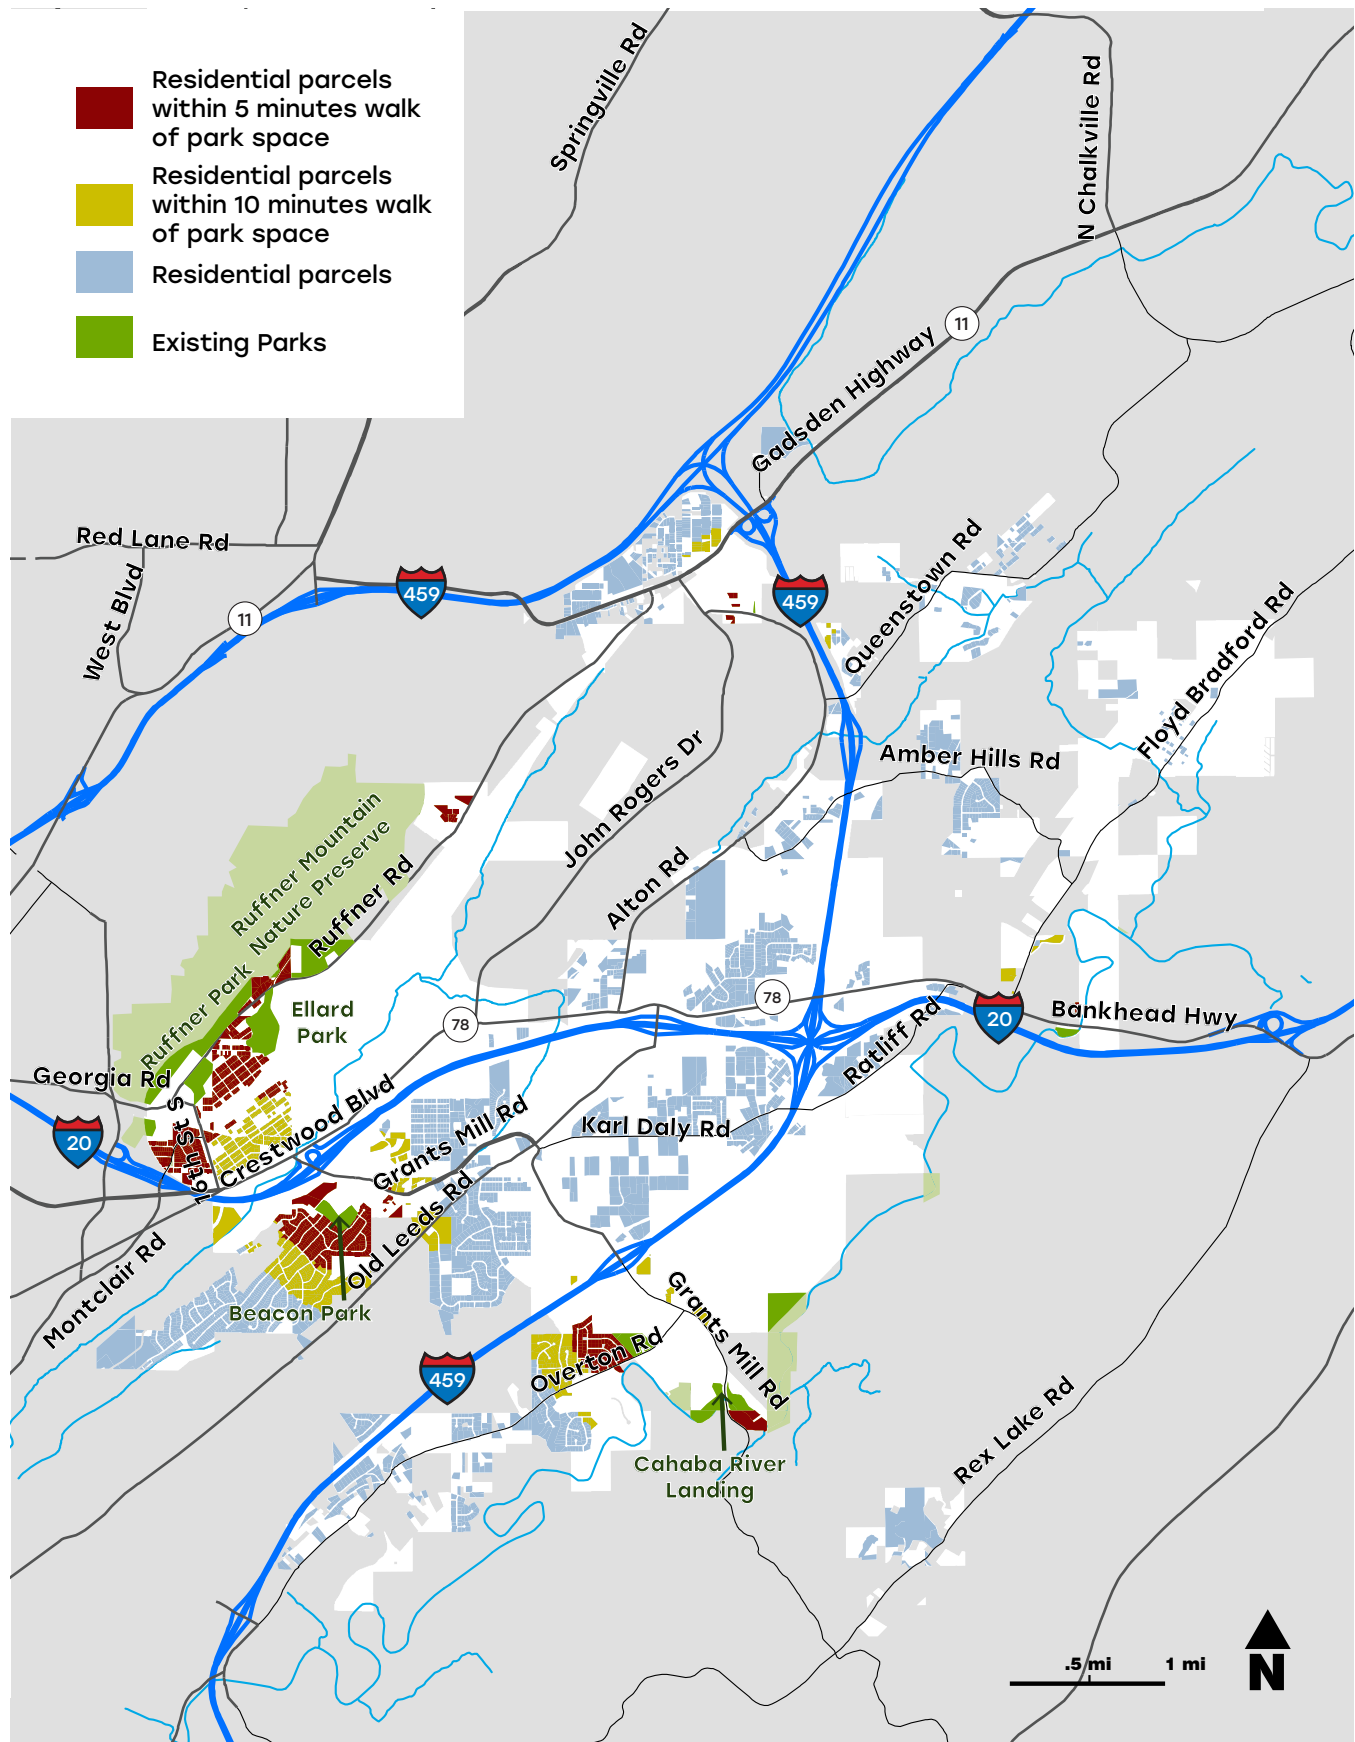 Residential parcels
within 5 minutes walk
of park space
Residential parcels
within 10 minutes walk
of park space
Residential parcels
Existing Parks
Springville Rd
N Chalkville Rd
11
Gadsden Highway
Red Lane Rd
West Blvd
11
459
459
Queenstown Rd
Floyd Bradford Rd
Amber Hills Rd
John Rogers Dr
Alton Rd
Ruffner Mountain
Nature Preserve
Ruffner Rd
Ruffner Park
Ellard
Park
78
78
20
Bankhead Hwy
Ratliff Rd
Georgia Rd
20
16th St S
Crestwood Blvd
Grants Mill Rd
Karl Daly Rd
Old Leeds Rd
Montclair Rd
Beacon Park
Grants Mill Rd
Overton Rd
459
Cahaba River
Landing
Rex Lake Rd
.5 mi
1 mi
N